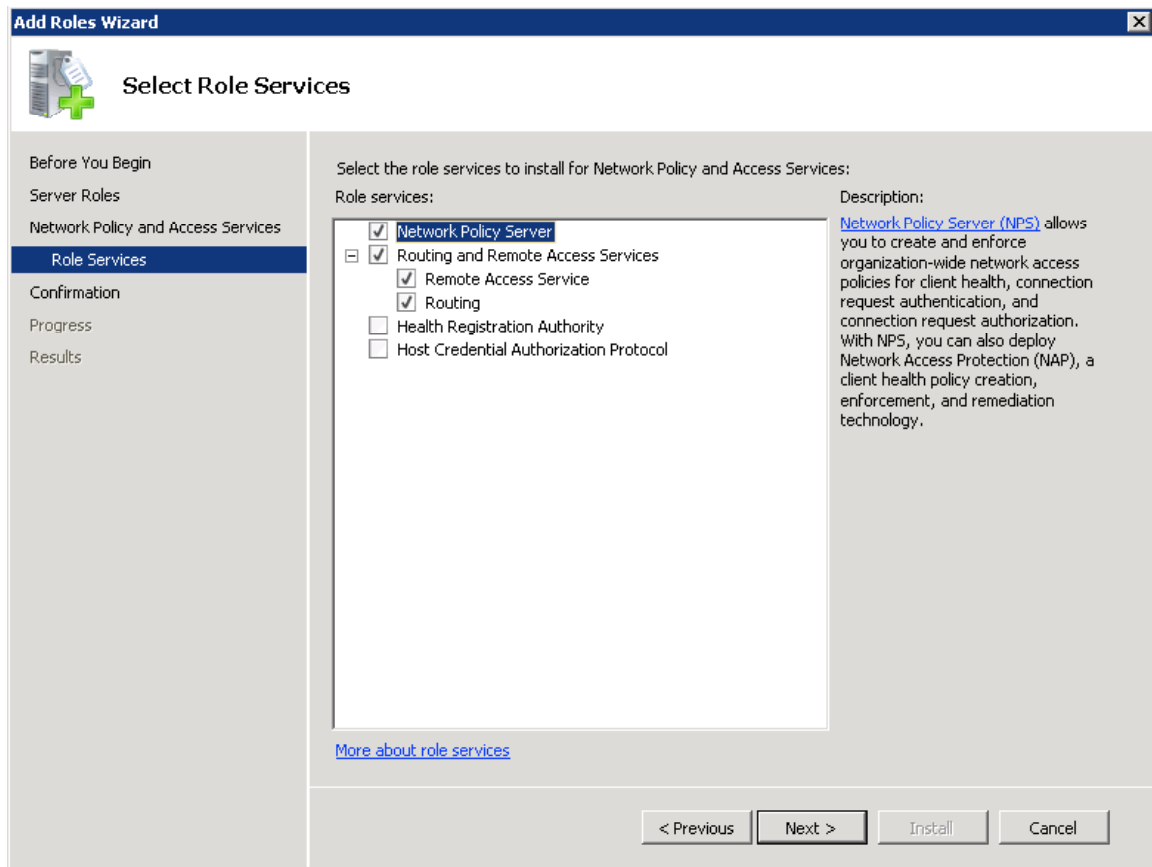 Add Roles Wizard
Select Role Services
Before You Begin
Server Roles
Network Policy and Access Services
Role Services
Confirmation
Progress
Results
Select the role services to install for Network Policy and Access Services:
Role services:
Network Policy Server
Routing and Remote Access Services
Remote Access Service
Routing
Health Registration Authority
Host Credential Authorization Protocol
More about role services
Description:
Network Policy Server (NPS) allows
you to create and enforce
organization-wide network access
policies for client health, connection
request authentication, and
connection request authorization.
With NPS, you can also deploy
Network Access Protection (NAP), a
client health policy creation,
enforcement, and remediation
technology.
< Previous
Next >
Install
Cancel